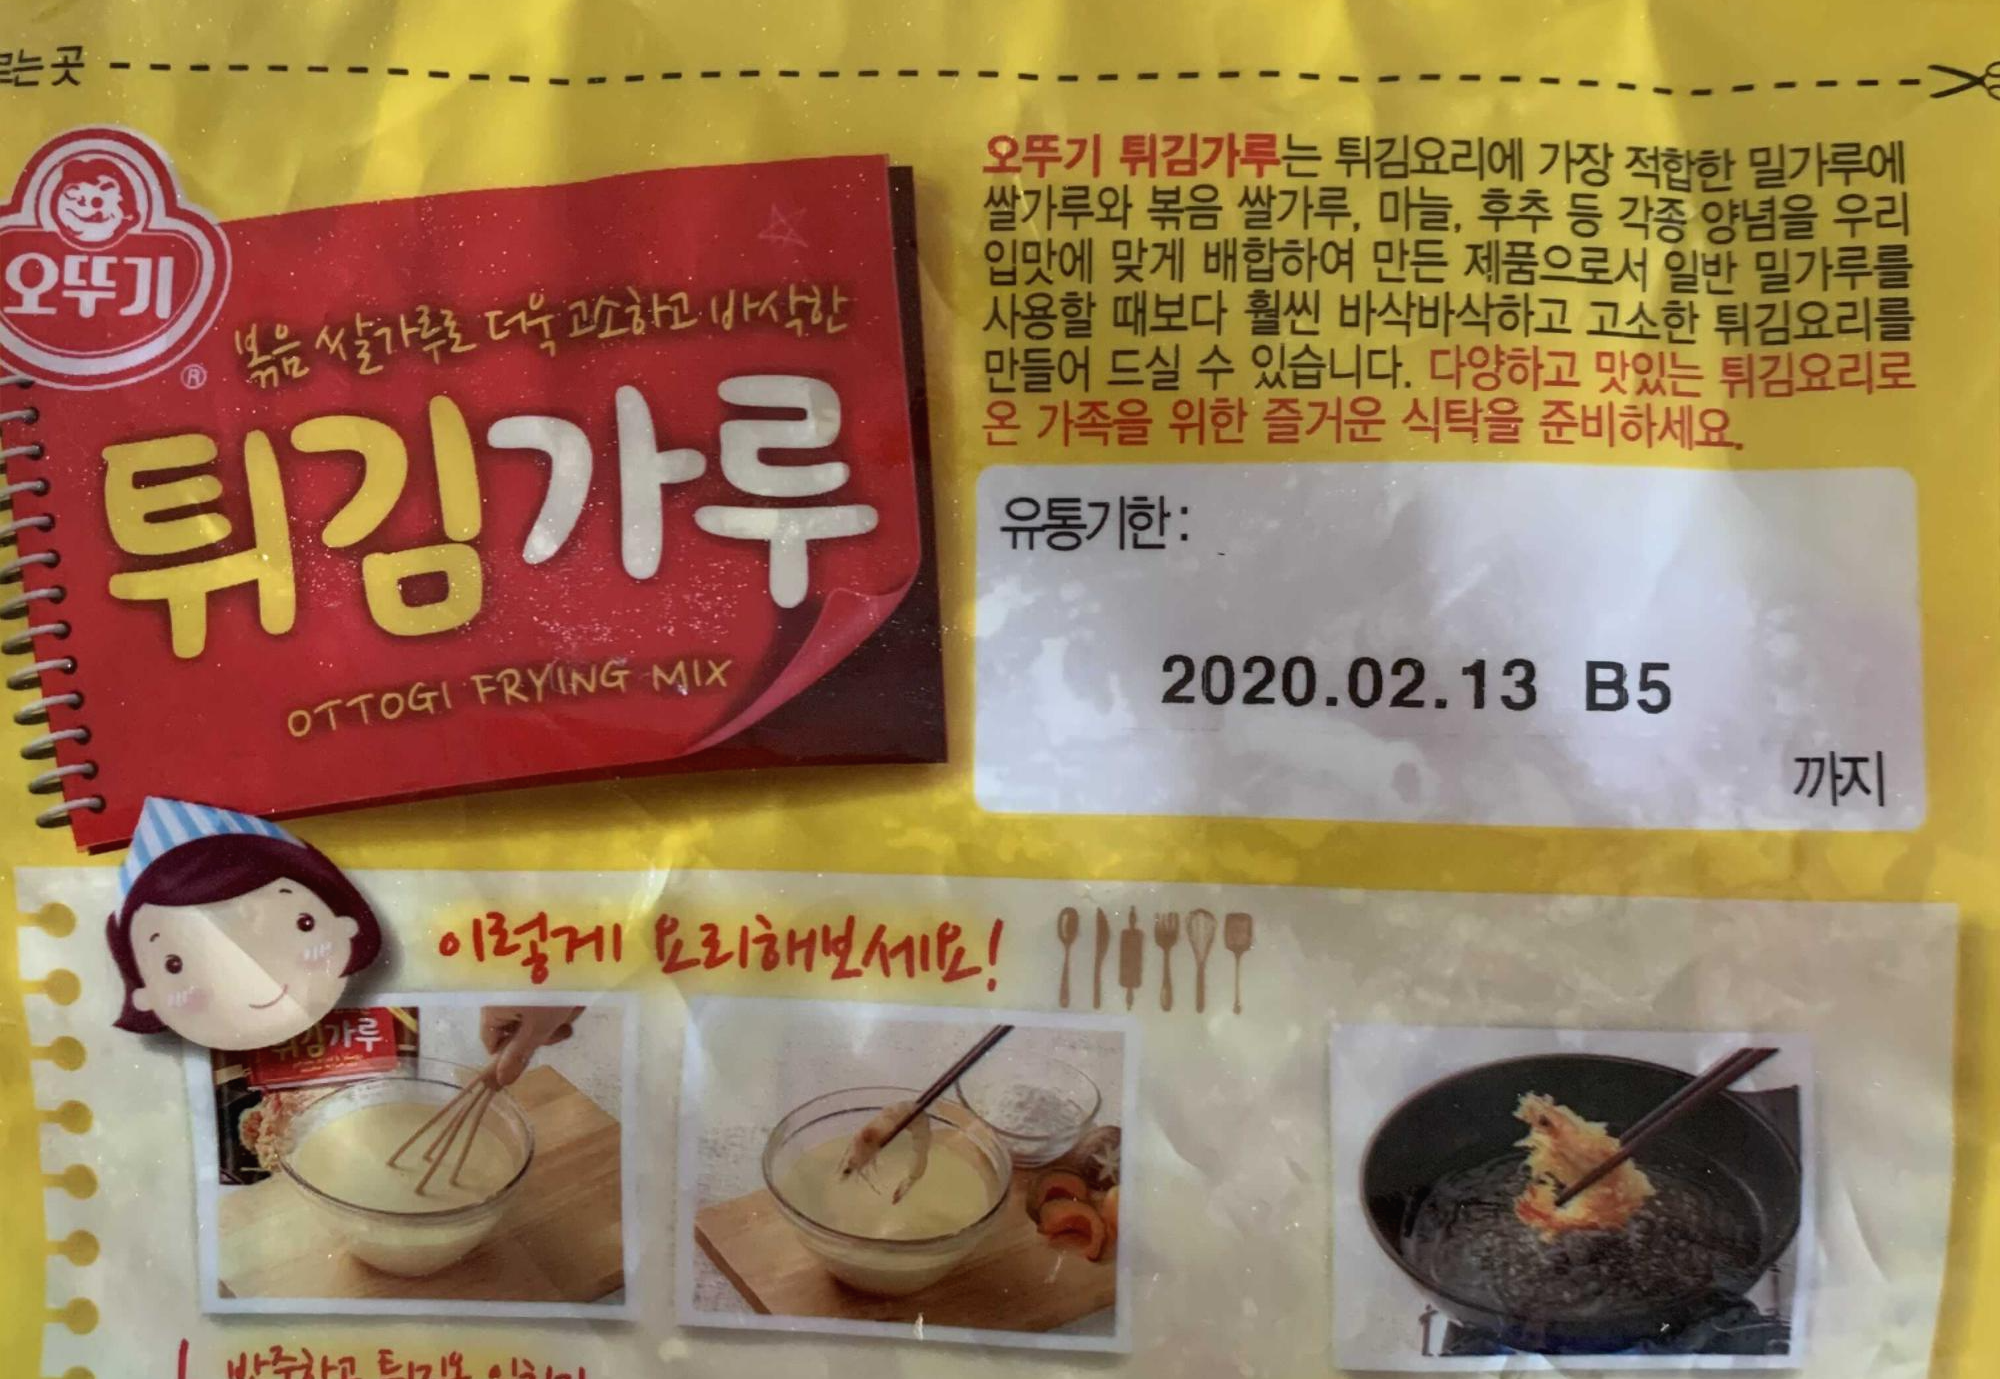 르는 곳
오뚜기
®
볶음 쌀가루로 더욱 고소하고 바삭한
튀김가루
OTTOGI FRYING MIX
오뚜기 튀김가루는 튀김요리에 가장 적합한 밀가루에
쌀가루와 볶음 쌀가루, 마늘, 후추 등 각종 양념을 우리
입맛에 맞게 배합하여 만든 제품으로서 일반 밀가루를
사용할 때보다 훨씬 바삭바삭하고 고소한 튀김요리를
만들어 드실 수 있습니다. 다양하고 맛있는 튀김요리로
온 가족을 위한 즐거운 식탁을 준비하세요.
유통기한:
2020.02.13 B5
까지
이렇게 요리해보세요!
튀김가루
1